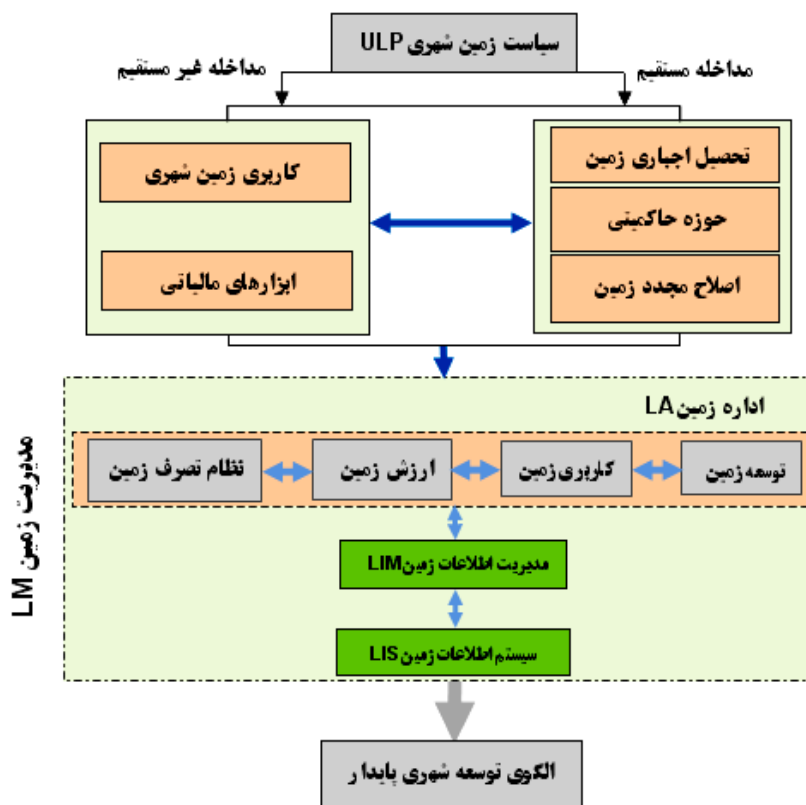 سیاست زمین شهری ULP
مداخله مستقیم
مداخله غیر مستقیم
تحصیل اجباری زمین
حوزه حاکمیتی
اصلاح مجدد زمین
کاربری زمین شهری
ابزارهای مالیاتی
مدیریت زمین LM
اداره زمین LA
توسعه زمین
کاربری زمین
ارزش زمین
نظام تصرف زمین
مدیریت اطلاعات زمین LIM
سیستم اطلاعات زمین LIS
الگوی توسعه شهری پایدار